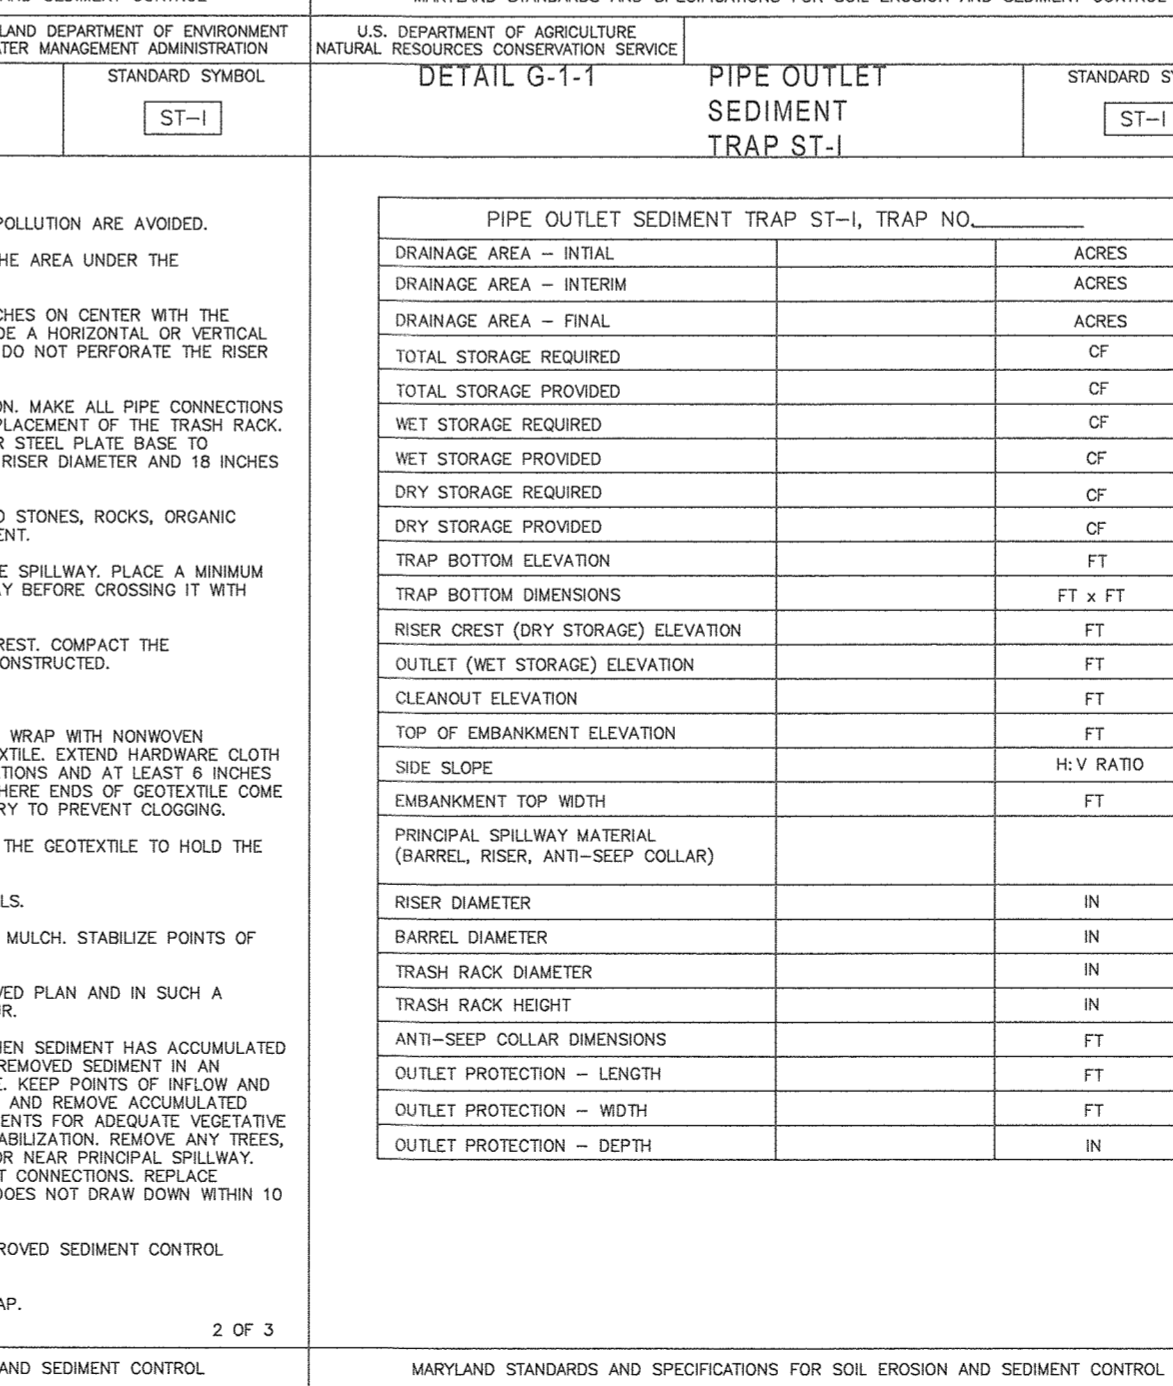 MARYLAND STANDARDS AND SPECIFICATIONS FOR SOIL EROSION AND SEDIMENT CONTROL
LAND DEPARTMENT OF ENVIRONMENT
TER MANAGEMENT ADMINISTRATION
STANDARD SYMBOL
ST-I
POLLUTION ARE AVOIDED.
HE AREA UNDER THE
CHES ON CENTER WITH THE
DE A HORIZONTAL OR VERTICAL
DO NOT PERFORATE THE RISER
ON. MAKE ALL PIPE CONNECTIONS
PLACEMENT OF THE TRASH RACK.
R STEEL PLATE BASE TO
RISER DIAMETER AND 18 INCHES
D STONES, ROCKS, ORGANIC
ENT.
E SPILLWAY. PLACE A MINIMUM
AY BEFORE CROSSING IT WITH
REST. COMPACT THE
ONSTRUCTED.
WRAP WITH NONWOVEN
XTILE. EXTEND HARDWARE CLOTH
TIONS AND AT LEAST 6 INCHES
HERE ENDS OF GEOTEXTILE COME
RY TO PREVENT CLOGGING.
THE GEOTEXTILE TO HOLD THE
LS.
MULCH. STABILIZE POINTS OF
VED PLAN AND IN SUCH A
UR.
HEN SEDIMENT HAS ACCUMULATED
REMOVED SEDIMENT IN AN
E. KEEP POINTS OF INFLOW AND
AND REMOVE ACCUMULATED
ENTS FOR ADEQUATE VEGETATIVE
ABILIZATION. REMOVE ANY TREES,
OR NEAR PRINCIPAL SPILLWAY.
T CONNECTIONS. REPLACE
DOES NOT DRAW DOWN WITHIN 10
ROVED SEDIMENT CONTROL
AP.
2 OF 3
AND SEDIMENT CONTROL
U.S. DEPARTMENT OF AGRICULTURE
NATURAL RESOURCES CONSERVATION SERVICE
DETAIL G-1-1 PIPE OUTLET
SEDIMENT
TRAP ST-I
STANDARD SY
ST-I
PIPE OUTLET SEDIMENT TRAP ST-I, TRAP NO.
DRAINAGE AREA – INTIAL ACRES
DRAINAGE AREA – INTERIM ACRES
DRAINAGE AREA – FINAL ACRES
TOTAL STORAGE REQUIRED CF
TOTAL STORAGE PROVIDED CF
WET STORAGE REQUIRED CF
WET STORAGE PROVIDED CF
DRY STORAGE REQUIRED CF
DRY STORAGE PROVIDED CF
TRAP BOTTOM ELEVATION FT
TRAP BOTTOM DIMENSIONS FT x FT
RISER CREST (DRY STORAGE) ELEVATION FT
OUTLET (WET STORAGE) ELEVATION FT
CLEANOUT ELEVATION FT
TOP OF EMBANKMENT ELEVATION FT
SIDE SLOPE H:V RATIO
EMBANKMENT TOP WIDTH FT
PRINCIPAL SPILLWAY MATERIAL
(BARREL, RISER, ANTI-SEEP COLLAR)
RISER DIAMETER IN
BARREL DIAMETER IN
TRASH RACK DIAMETER IN
TRASH RACK HEIGHT IN
ANTI-SEEP COLLAR DIMENSIONS FT
OUTLET PROTECTION – LENGTH FT
OUTLET PROTECTION – WIDTH FT
OUTLET PROTECTION – DEPTH IN
MARYLAND STANDARDS AND SPECIFICATIONS FOR SOIL EROSION AND SEDIMENT CONTROL